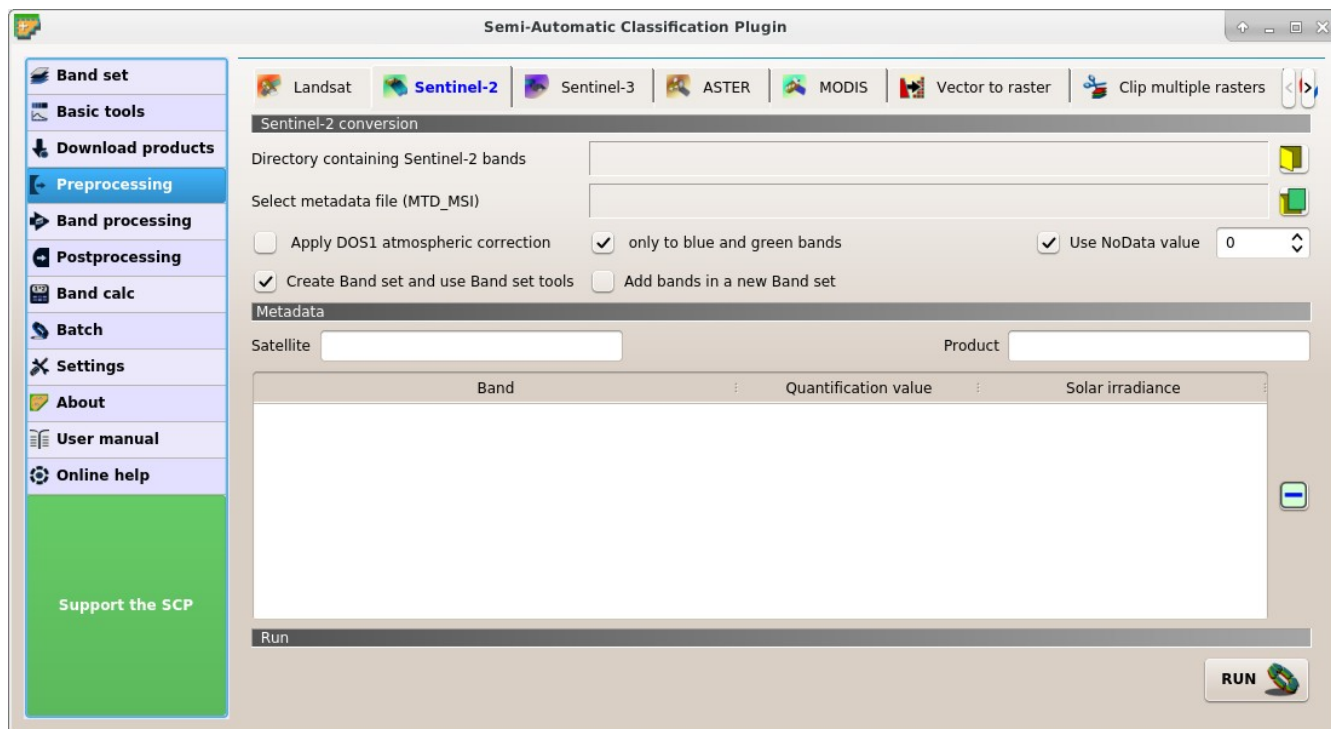 Semi-Automatic Classification Plugin
Band set
Basic tools
Download products
Preprocessing
Band processing
Postprocessing
Band calc
Batch
Settings
About
User manual
Online help
Support the SCP
Landsat Sentinel-2 Sentinel-3 ASTER MODIS Vector to raster Clip multiple rasters
Sentinel-2 conversion
Directory containing Sentinel-2 bands
Select metadata file (MTD_MSI)
Apply DOS1 atmospheric correction only to blue and green bands Use NoData value 0
Create Band set and use Band set tools Add bands in a new Band set
Metadata
Satellite Product
Band Quantification value Solar irradiance
Run
RUN